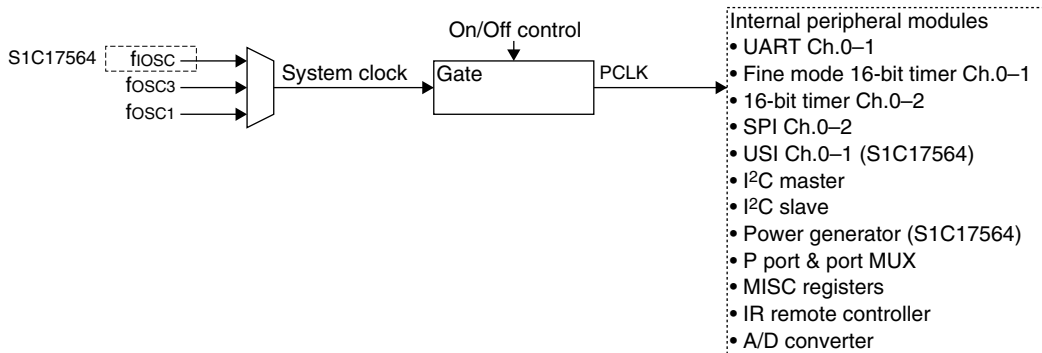 On/Off control
S1C17564
fIOSC
fOSC3
fOSC1
System clock
Gate
PCLK
Internal peripheral modules
• UART Ch.0–1
• Fine mode 16-bit timer Ch.0–1
• 16-bit timer Ch.0–2
• SPI Ch.0–2
• USI Ch.0–1 (S1C17564)
• I2C master
• I2C slave
• Power generator (S1C17564)
• P port & port MUX
• MISC registers
• IR remote controller
• A/D converter